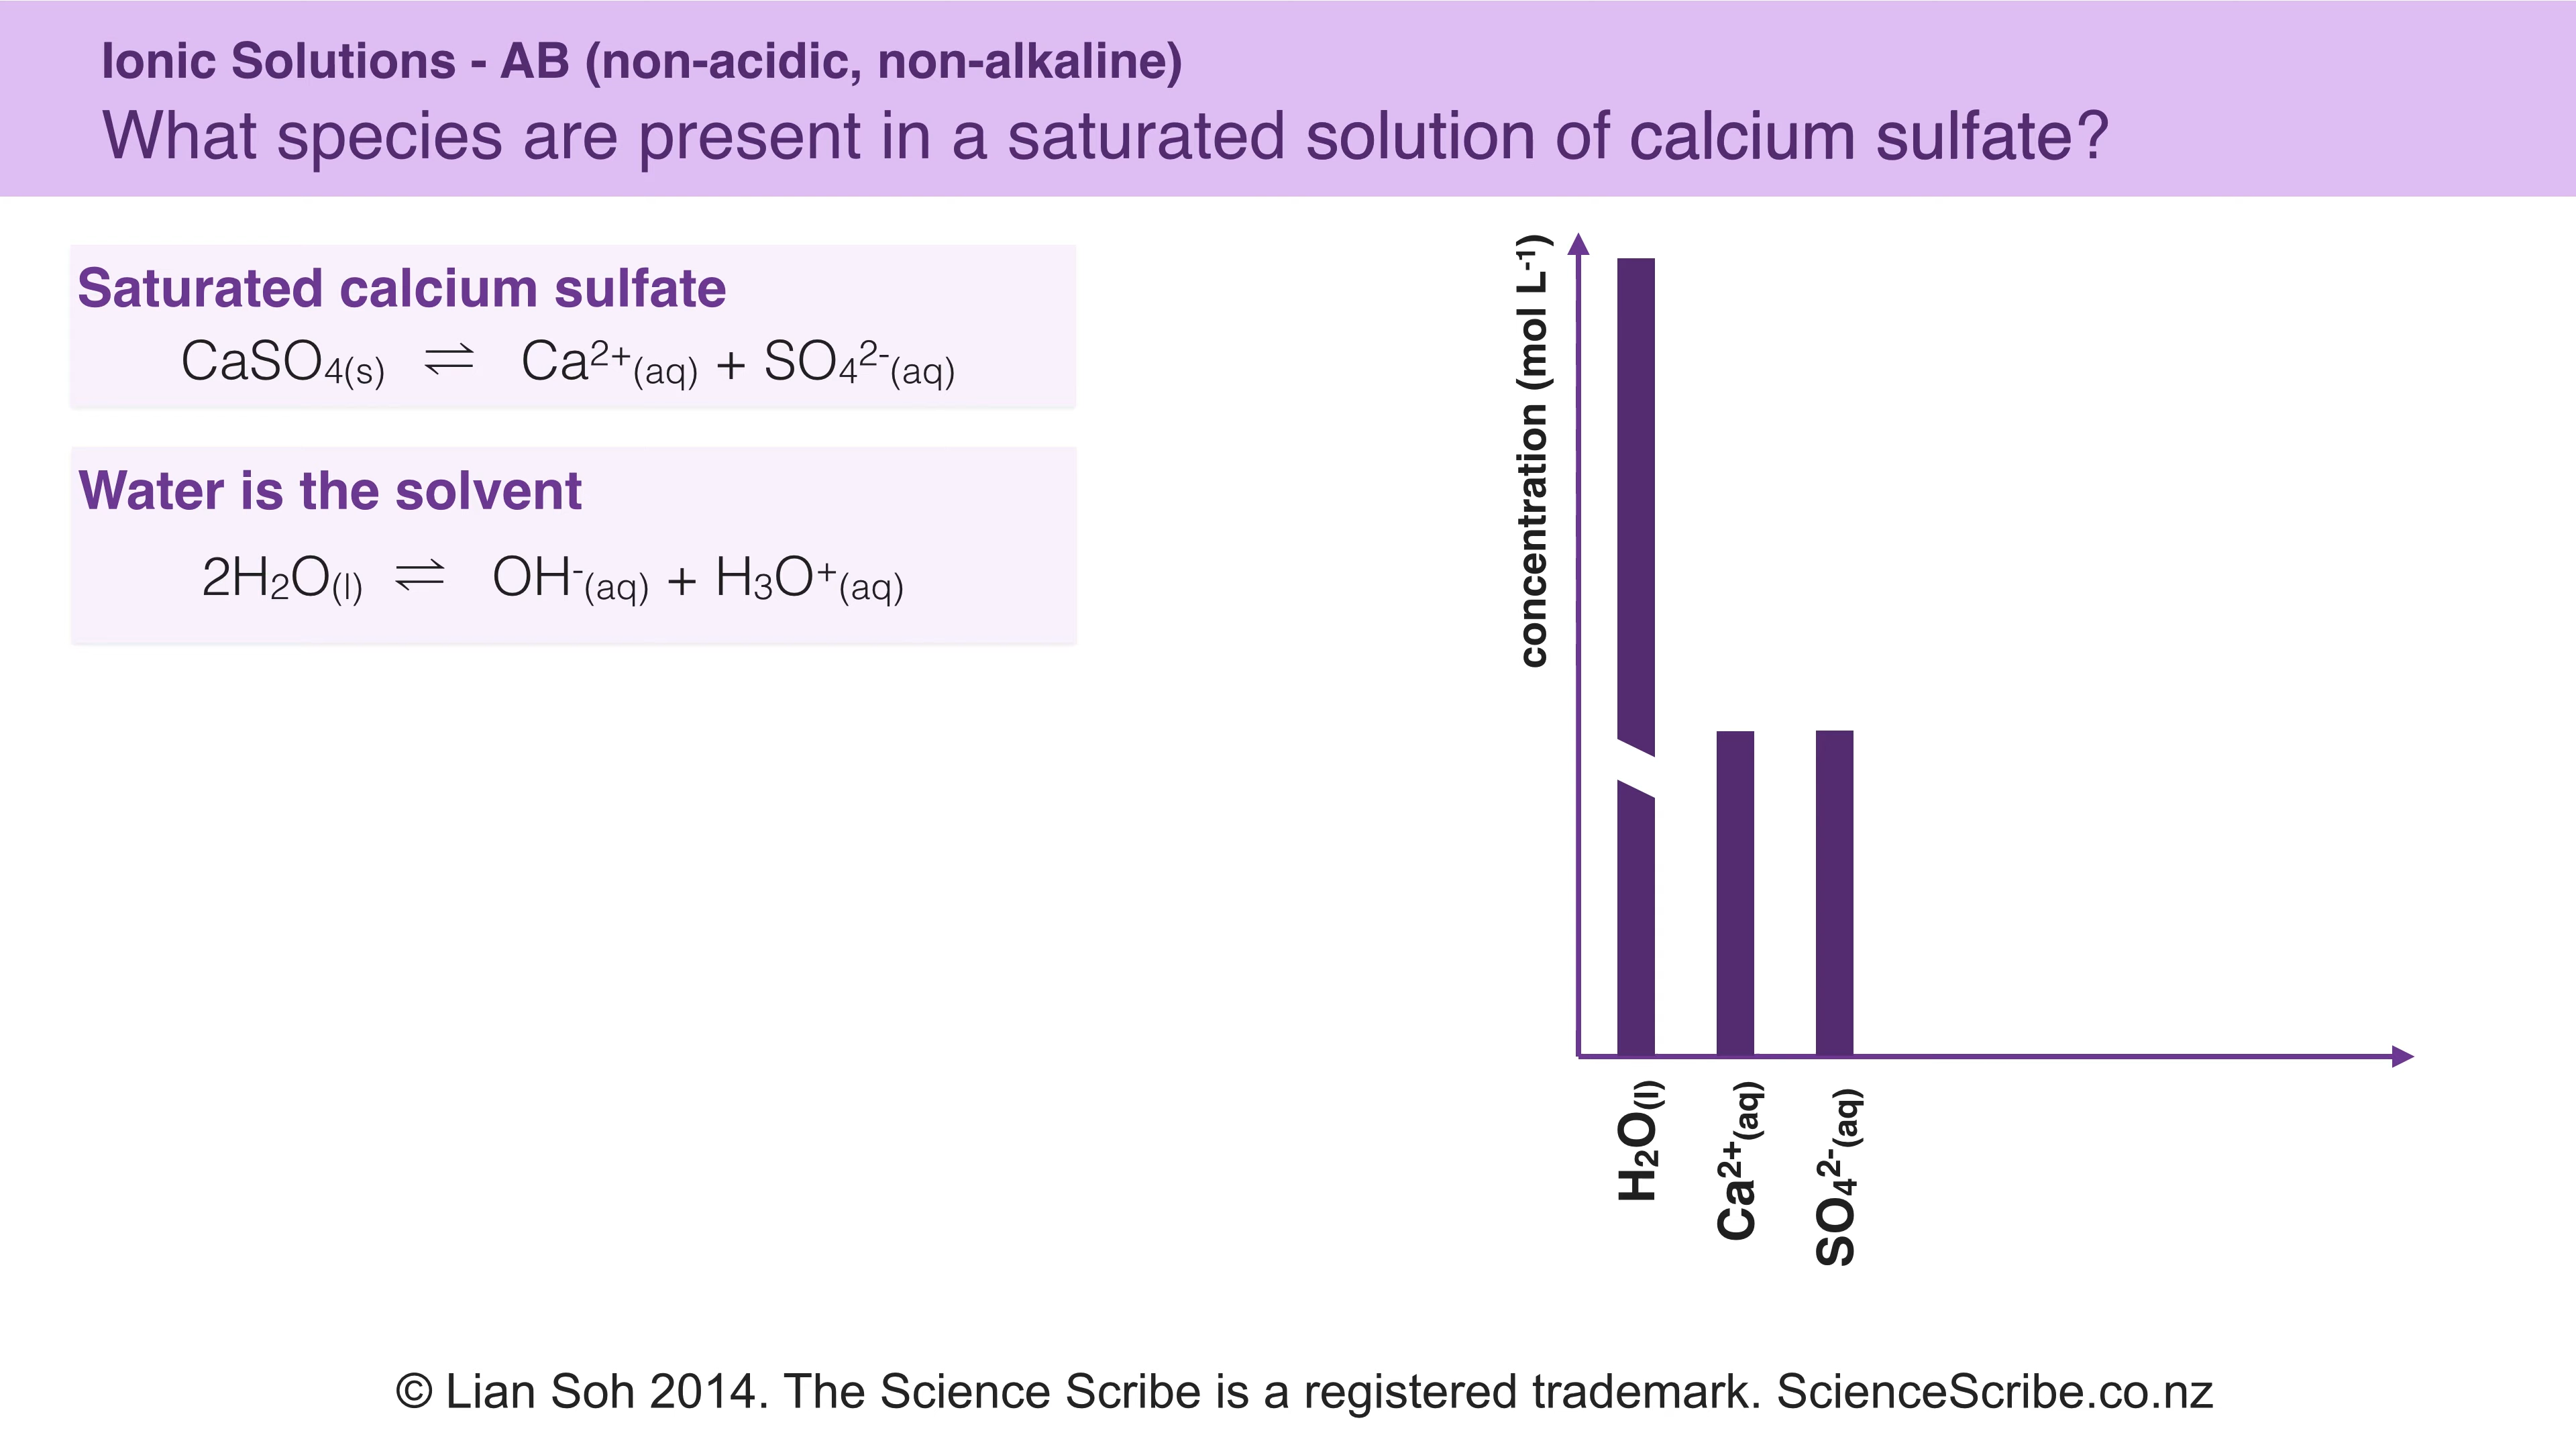 Ionic Solutions - AB (non-acidic, non-alkaline)
What species are present in a saturated solution of calcium sulfate?
Saturated calcium sulfate
CaSO₄(s) ⇌ Ca²⁺(aq) + SO₄²⁻(aq)
Water is the solvent
2H₂O(l) ⇌ OH⁻(aq) + H₃O⁺(aq)
concentration (mol L⁻¹)
H₂O(l)
Ca²⁺(aq)
SO₄²⁻(aq)
© Lian Soh 2014. The Science Scribe is a registered trademark. ScienceScribe.co.nz